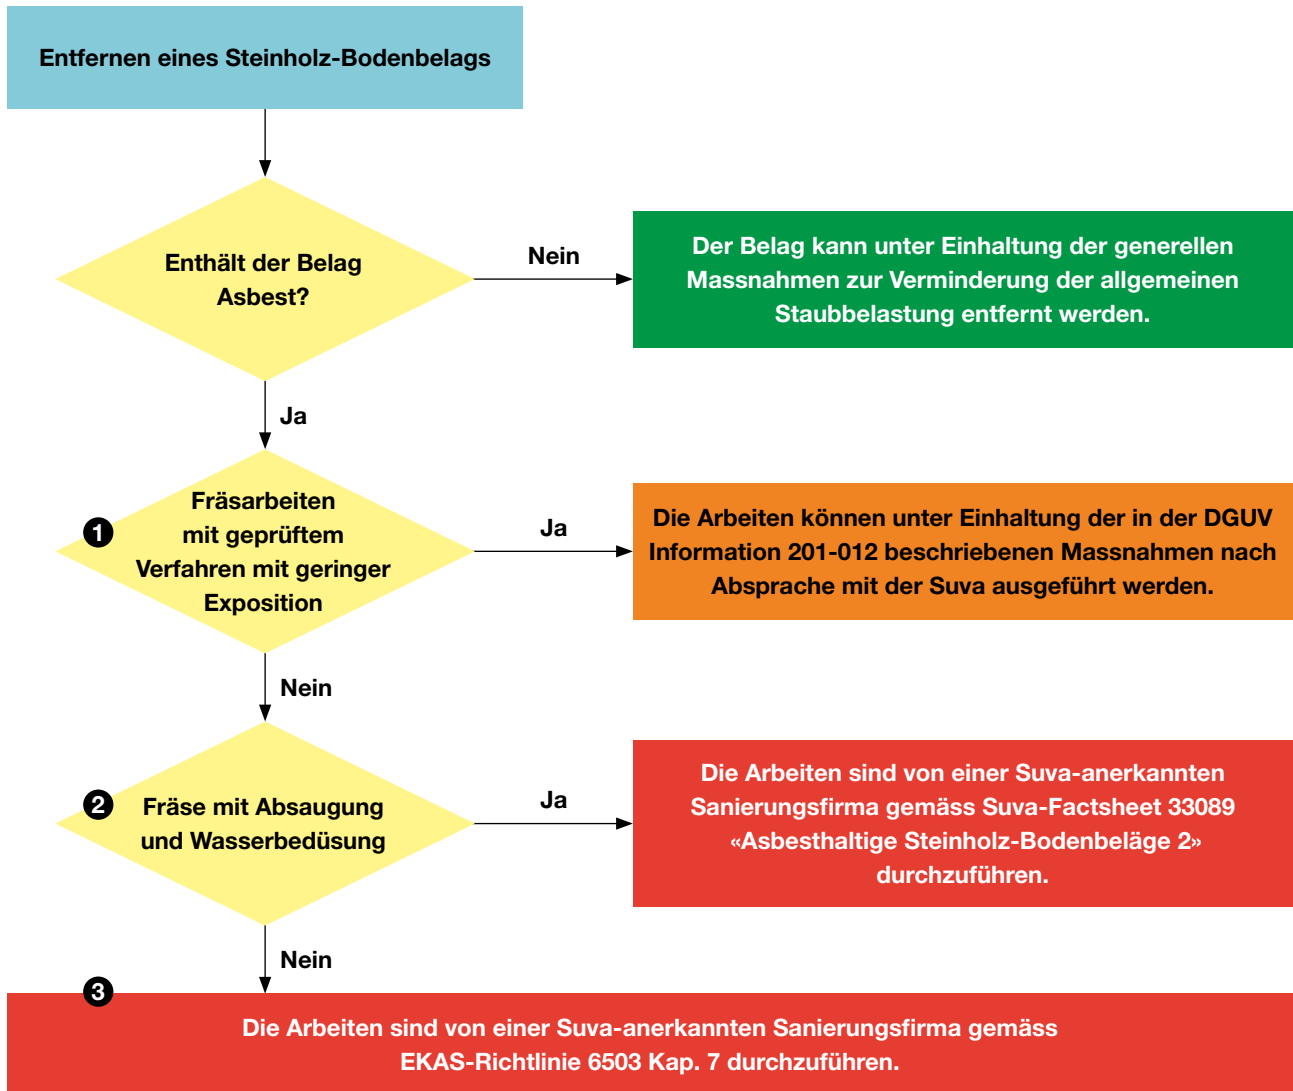 Entfernen eines Steinholz-Bodenbelags
Enthält der Belag
Asbest?
Nein
Der Belag kann unter Einhaltung der generellen
Massnahmen zur Verminderung der allgemeinen
Staubbelastung entfernt werden.
Ja
1
Fräsarbeiten
mit geprüftem
Verfahren mit geringer
Exposition
Ja
Die Arbeiten können unter Einhaltung der in der DGUV
Information 201-012 beschriebenen Massnahmen nach
Absprache mit der Suva ausgeführt werden.
Nein
2
Fräse mit Absaugung
und Wasserbedüsung
Ja
Die Arbeiten sind von einer Suva-anerkannten
Sanierungsfirma gemäss Suva-Factsheet 33089
«Asbesthaltige Steinholz-Bodenbeläge 2»
durchzuführen.
Nein
3
Die Arbeiten sind von einer Suva-anerkannten Sanierungsfirma gemäss
EKAS-Richtlinie 6503 Kap. 7 durchzuführen.